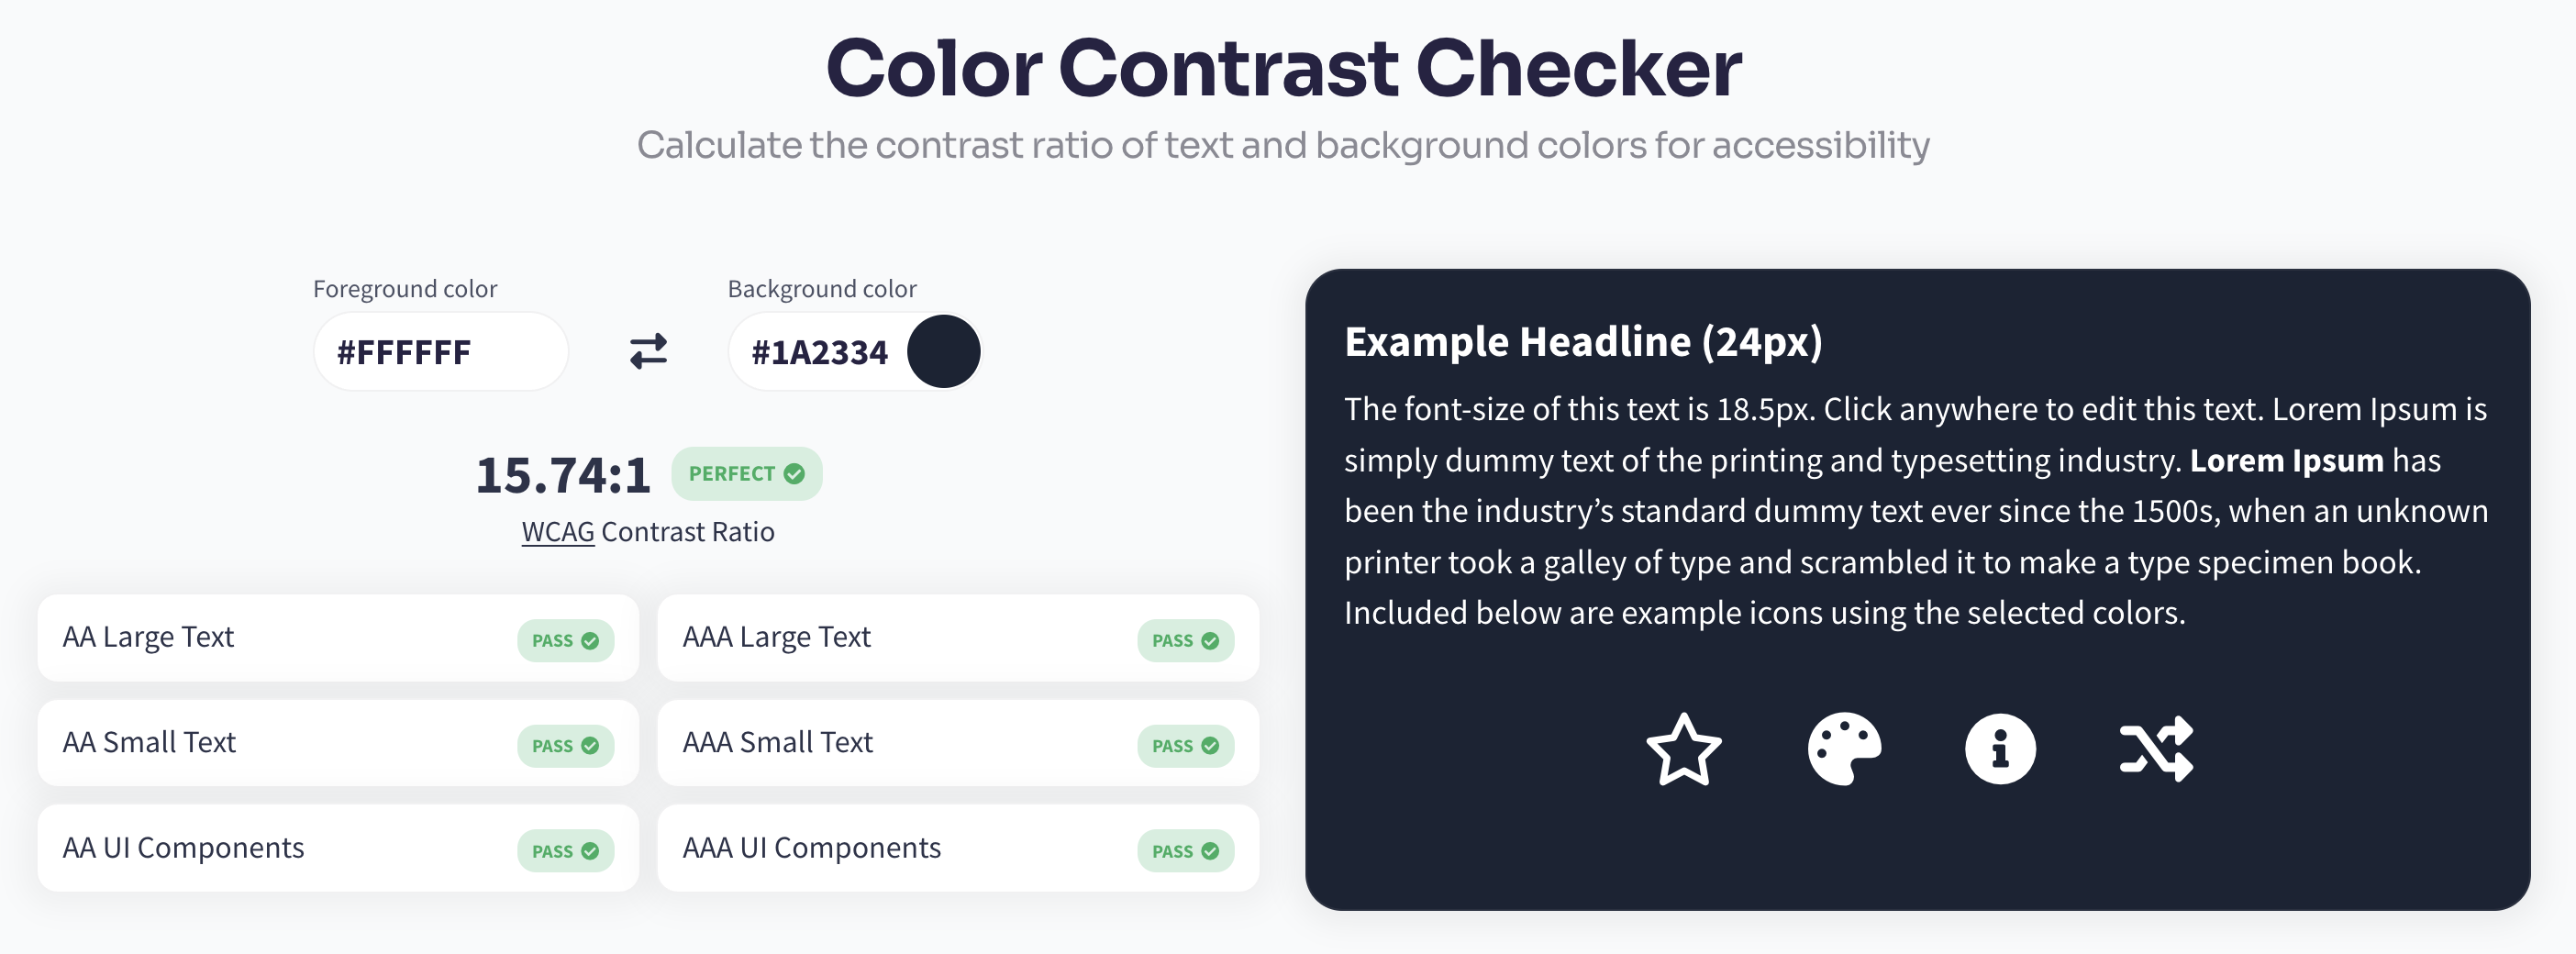 Color Contrast Checker
Calculate the contrast ratio of text and background colors for accessibility
Foreground color
#FFFFFF
Background color
#1A2334
15.74:1
PERFECT
WCAG Contrast Ratio
AA Large Text
PASS
AAA Large Text
PASS
AA Small Text
PASS
AAA Small Text
PASS
AA UI Components
PASS
AAA UI Components
PASS
Example Headline (24px)
The font-size of this text is 18.5px. Click anywhere to edit this text. Lorem Ipsum is
simply dummy text of the printing and typesetting industry. Lorem Ipsum has
been the industry’s standard dummy text ever since the 1500s, when an unknown
printer took a galley of type and scrambled it to make a type specimen book.
Included below are example icons using the selected colors.